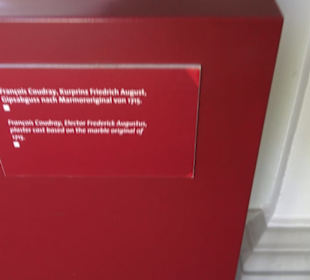 François Coudray, Kurprinz Friedrich August,
Gipsabguss nach Marmororiginal von 1715.
François Coudray, Elector Frederick Augustus,
plaster cast based on the marble original of
1715.